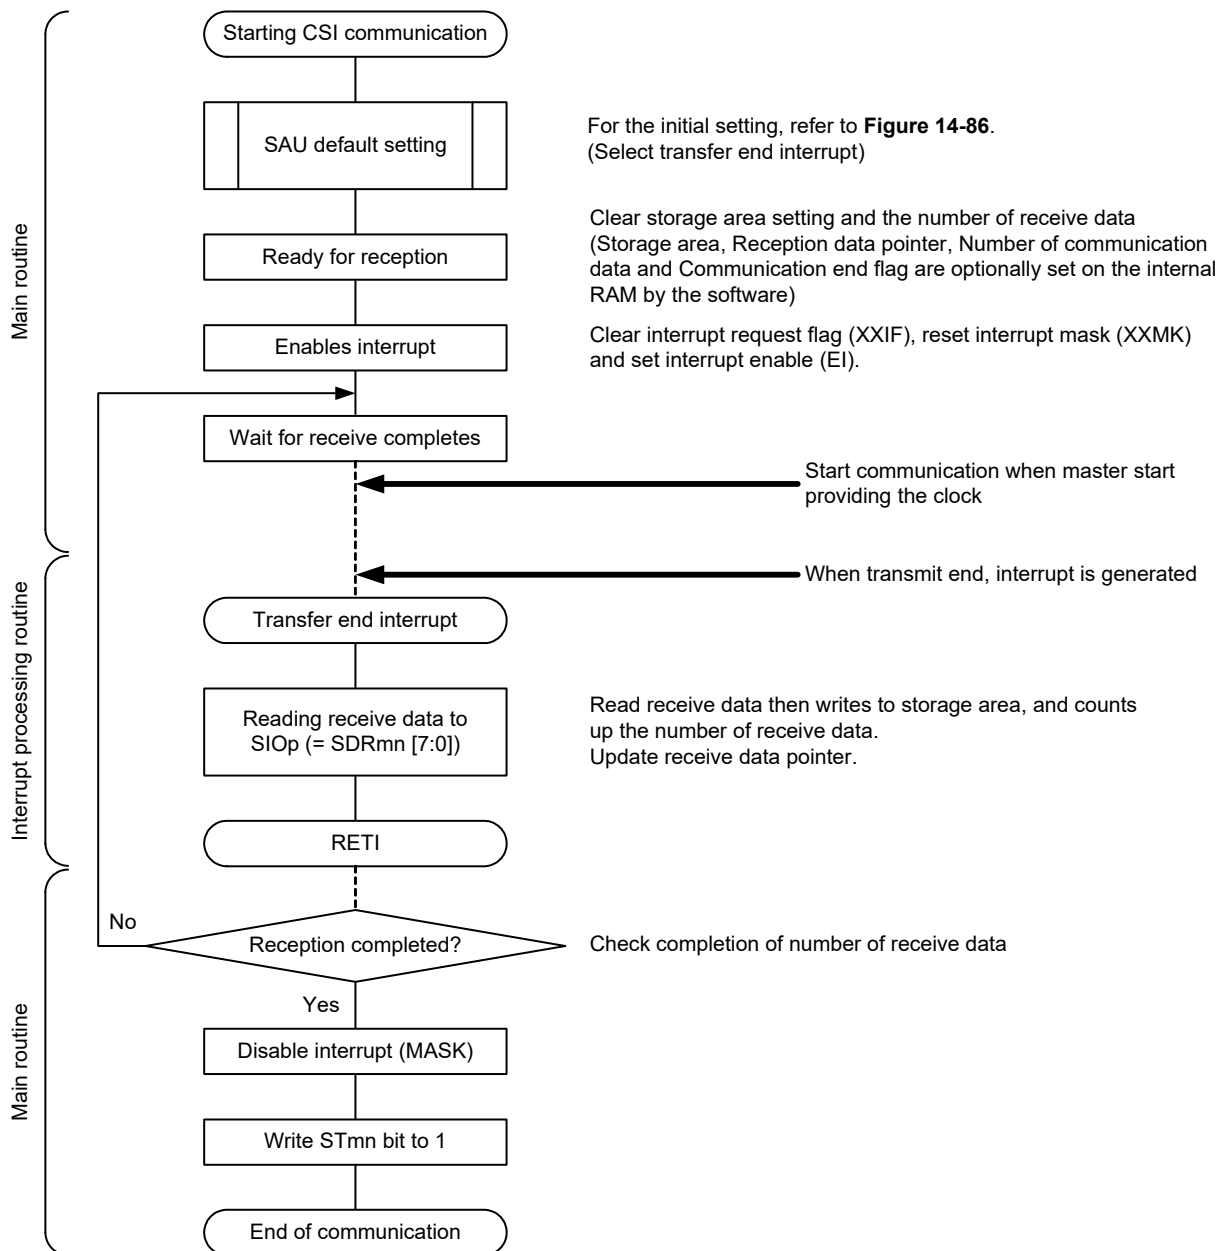 Starting CSI communication
SAU default setting
For the initial setting, refer to Figure 14-86.
(Select transfer end interrupt)
Main routine
Ready for reception
Clear storage area setting and the number of receive data
(Storage area, Reception data pointer, Number of communication
data and Communication end flag are optionally set on the internal
RAM by the software)
Enables interrupt
Clear interrupt request flag (XXIF), reset interrupt mask (XXMK)
and set interrupt enable (EI).
Wait for receive completes
Start communication when master start
providing the clock
When transmit end, interrupt is generated
Interrupt processing routine
Transfer end interrupt
Reading receive data to
SIOp (= SDRmn [7:0])
Read receive data then writes to storage area, and counts
up the number of receive data.
Update receive data pointer.
RETI
Main routine
No
Reception completed?
Check completion of number of receive data
Yes
Disable interrupt (MASK)
Write STmn bit to 1
End of communication